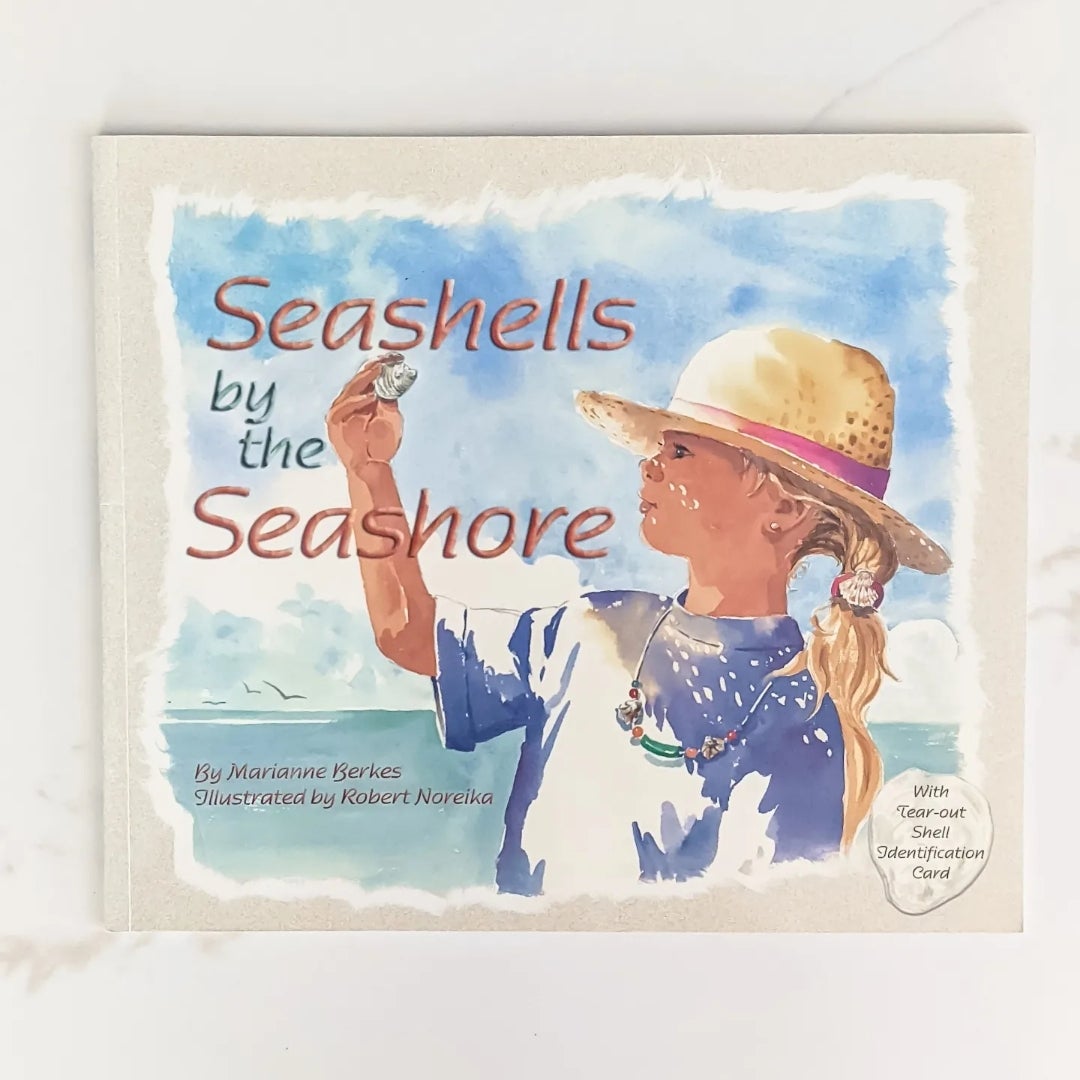 Seashells
by
the
Seashore
By Marianne Berkes
Illustrated by Robert Noreika
With
Tear-out
Shell
Identification
Card